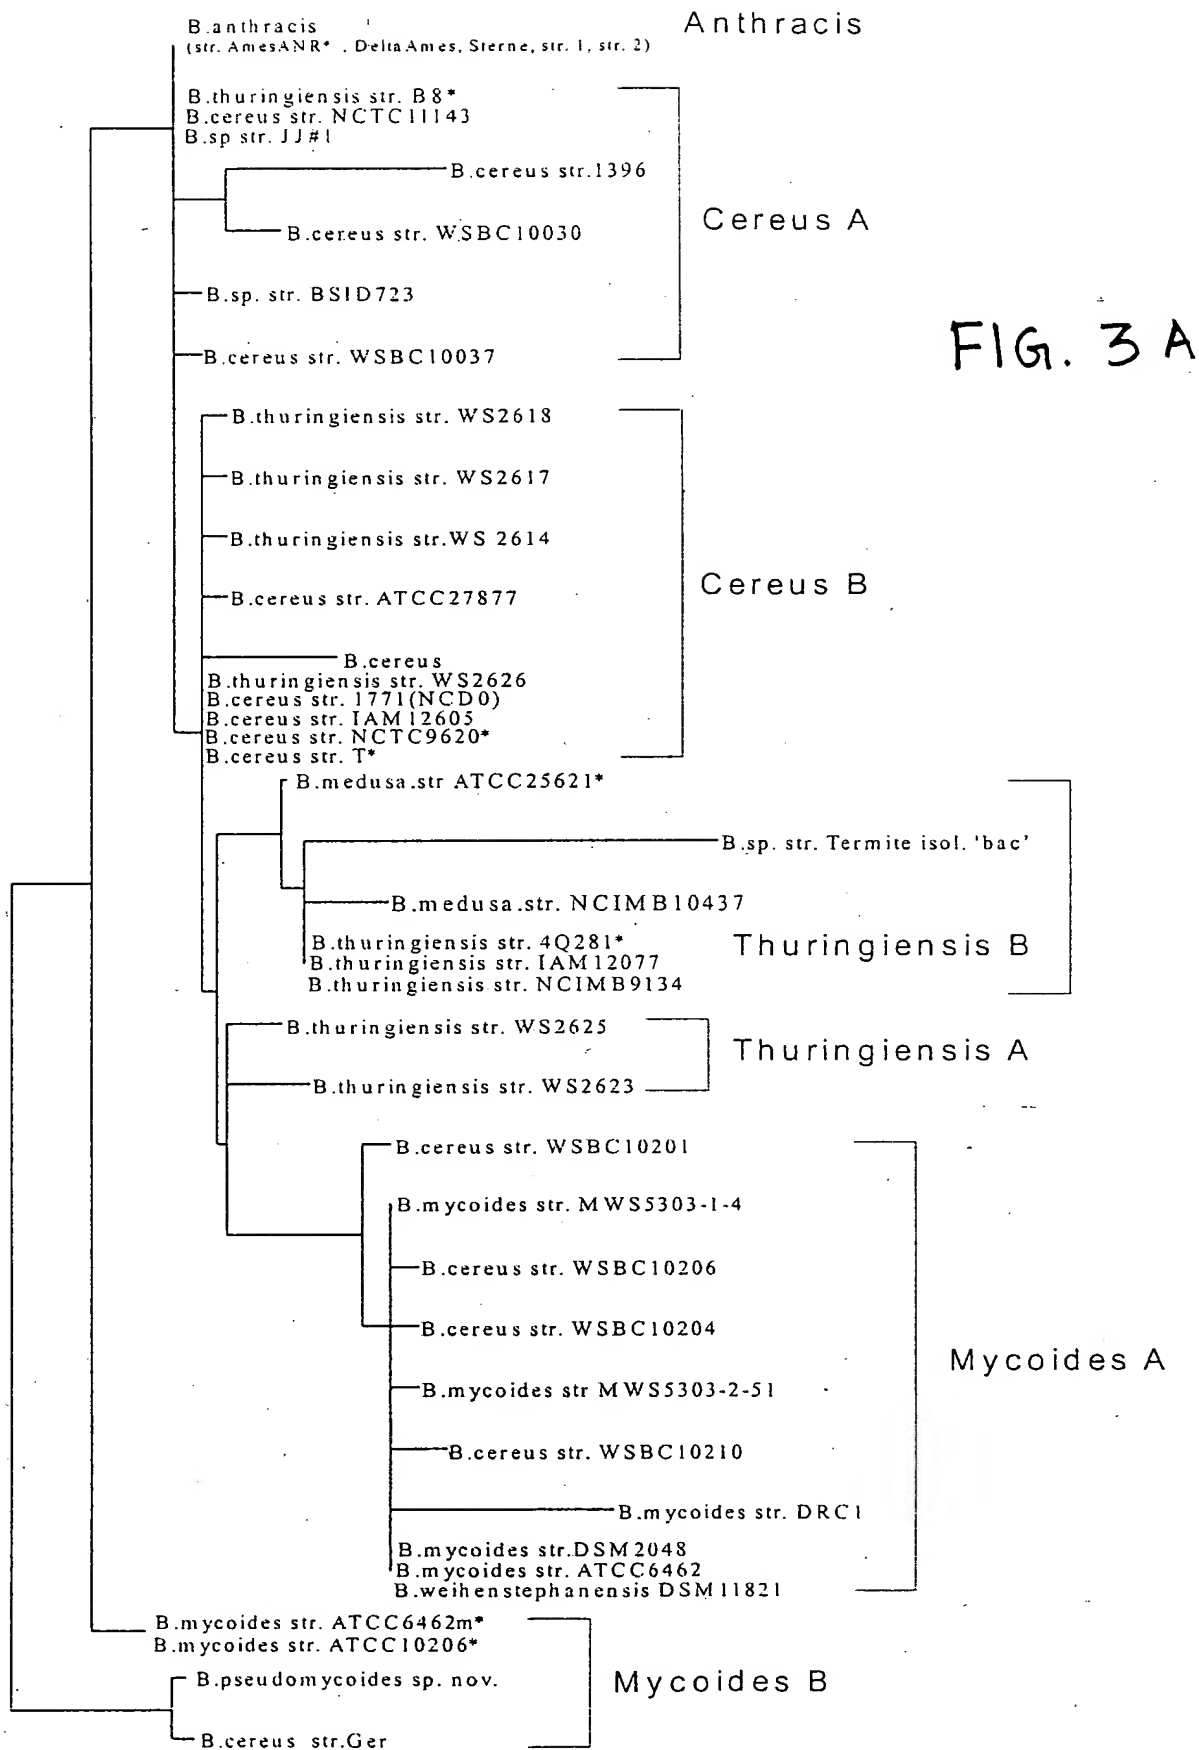 B.anthracis
Anthracis
(str. AmesANR* , DeltaAmes, Sterne, str. 1, str. 2)
B.thuringiensis str. B8*
B.cereus str. NCTC11143
B.sp str. JJ#1
B.cereus str.1396
Cereus A
B.cereus str. WSBC10030
B.sp. str. BSID723
FIG. 3 A
B.cereus str. WSBC10037
B.thuringiensis str. WS2618
B.thuringiensis str. WS2617
B.thuringiensis str.WS 2614
Cereus B
B.cereus str. ATCC27877
B.cereus
B.thuringiensis str. WS2626
B.cereus str. 1771(NCD0)
B.cereus str. IAM12605
B.cereus str. NCTC9620*
B.cereus str. T*
B.medusa.str ATCC25621*
B.sp. str. Termite isol. 'bac'
B.medusa.str. NCIMB10437
B.thuringiensis str. 4Q281*
Thuringiensis B
B.thuringiensis str. IAM12077
B.thuringiensis str. NCIMB9134
B.thuringiensis str. WS2625
Thuringiensis A
B.thuringiensis str. WS2623
B.cereus str. WSBC10201
B.mycoides str. MWS5303-1-4
B.cereus str. WSBC10206
B.cereus str. WSBC10204
Mycoides A
B.mycoides str MWS5303-2-51
B.cereus str. WSBC10210
B.mycoides str. DRC1
B.mycoides str.DSM2048
B.mycoides str. ATCC6462
B.weihenstephanensis DSM11821
B.mycoides str. ATCC6462m*
B.mycoides str. ATCC10206*
B.pseudomycoides sp. nov.
Mycoides B
B.cereus str.Ger